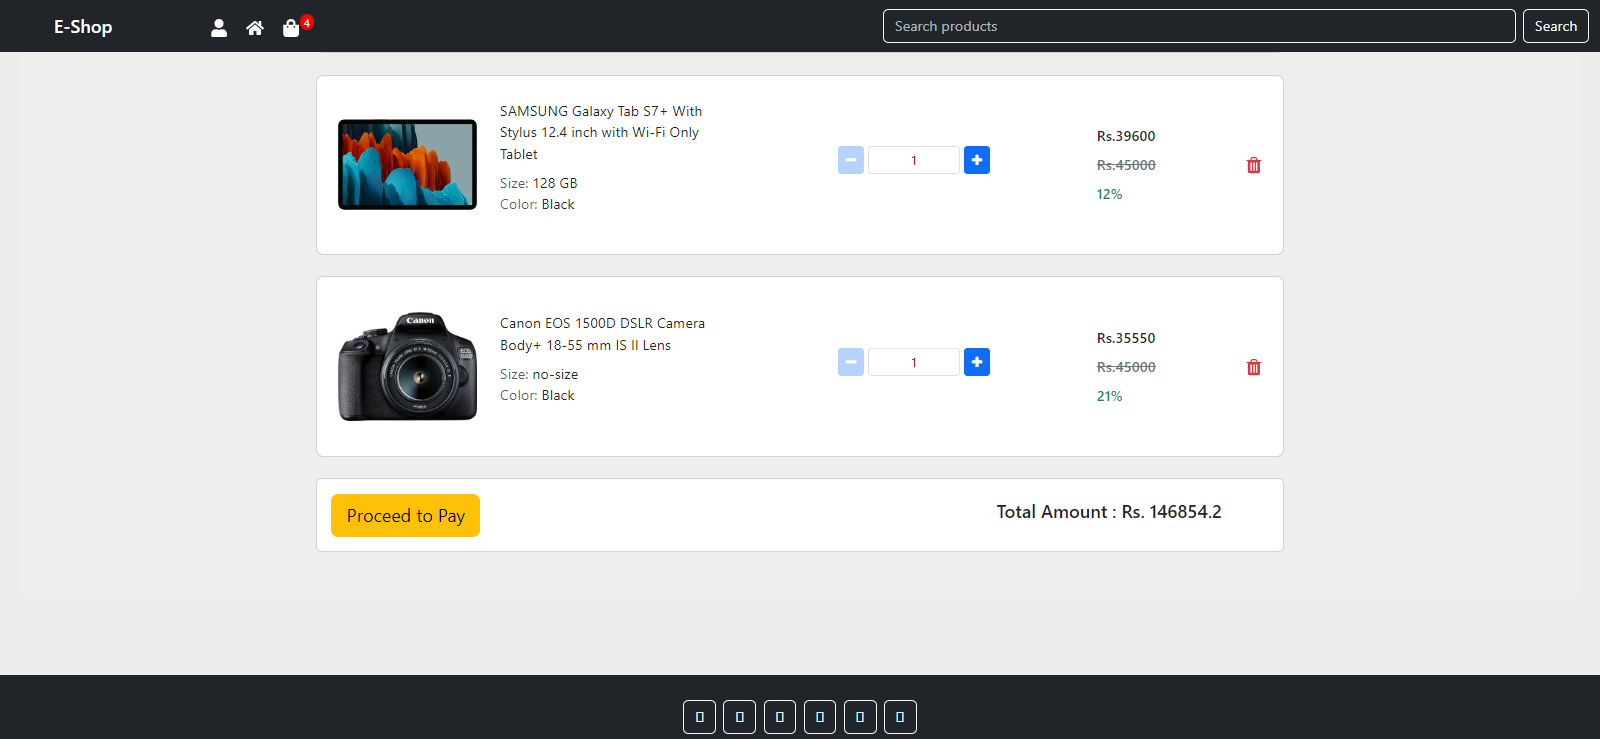 E-Shop
4
Search products
Search
SAMSUNG Galaxy Tab S7+ With
Stylus 12.4 inch with Wi-Fi Only
Tablet
Size: 128 GB
Color: Black
1
Rs.39600
Rs.45000
12%
Canon
EOS
Canon EOS 1500D DSLR Camera
Body+ 18-55 mm IS II Lens
Size: no-size
Color: Black
1
Rs.35550
Rs.45000
21%
Proceed to Pay
Total Amount : Rs. 146854.2